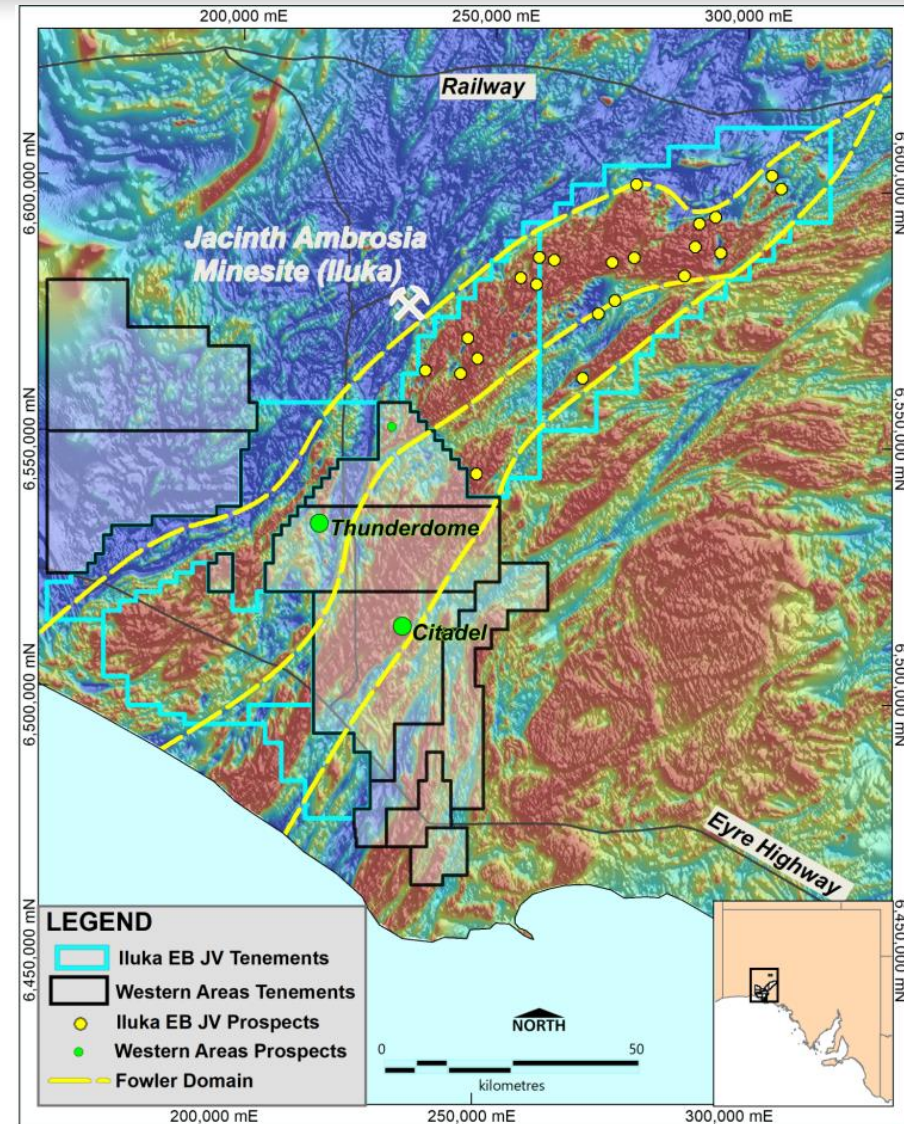 200,000 mE
250,000 mE
300,000 mE
Railway
6,600,000 mN
6,600,000 mN
Jacinth Ambrosia
Minesite (Iluka)
6,550,000 mN
6,550,000 mN
Thunderdome
Citadel
6,500,000 mN
6,500,000 mN
Eyre Highway
6,450,000 mN
6,450,000 mN
LEGEND
Iluka EB JV Tenements
Western Areas Tenements
Iluka EB JV Prospects
Western Areas Prospects
Fowler Domain
NORTH
0
50
kilometres
200,000 mE
250,000 mE
300,000 mE